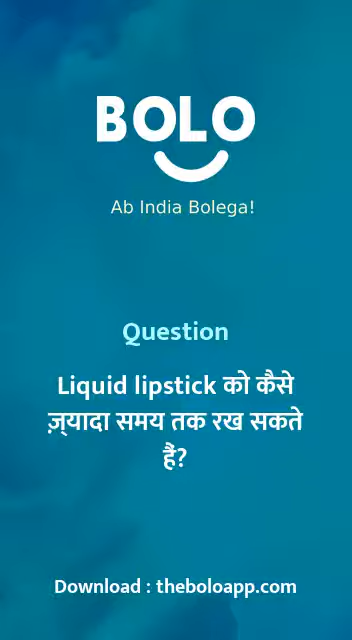 BOLO
Ab India Bolega!
Question
Liquid lipstick को कैसे
ज़्यादा समय तक रख सकते
हैं?
Download : theboloapp.com